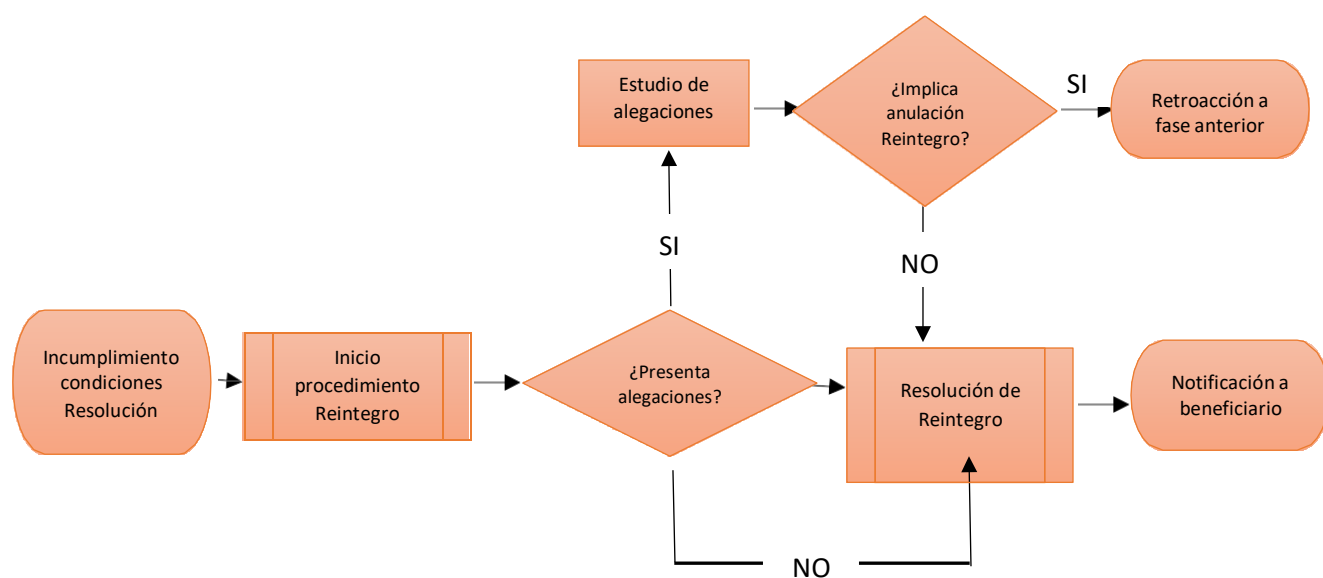 Estudio de
alegaciones
¿Implica
anulación
Reintegro?
SI
Retroacción a
fase anterior
SI
NO
Incumplimiento
condiciones
Resolución
Inicio
procedimiento
Reintegro
¿Presenta
alegaciones?
Resolución de
Reintegro
Notificación a
beneficiario
NO